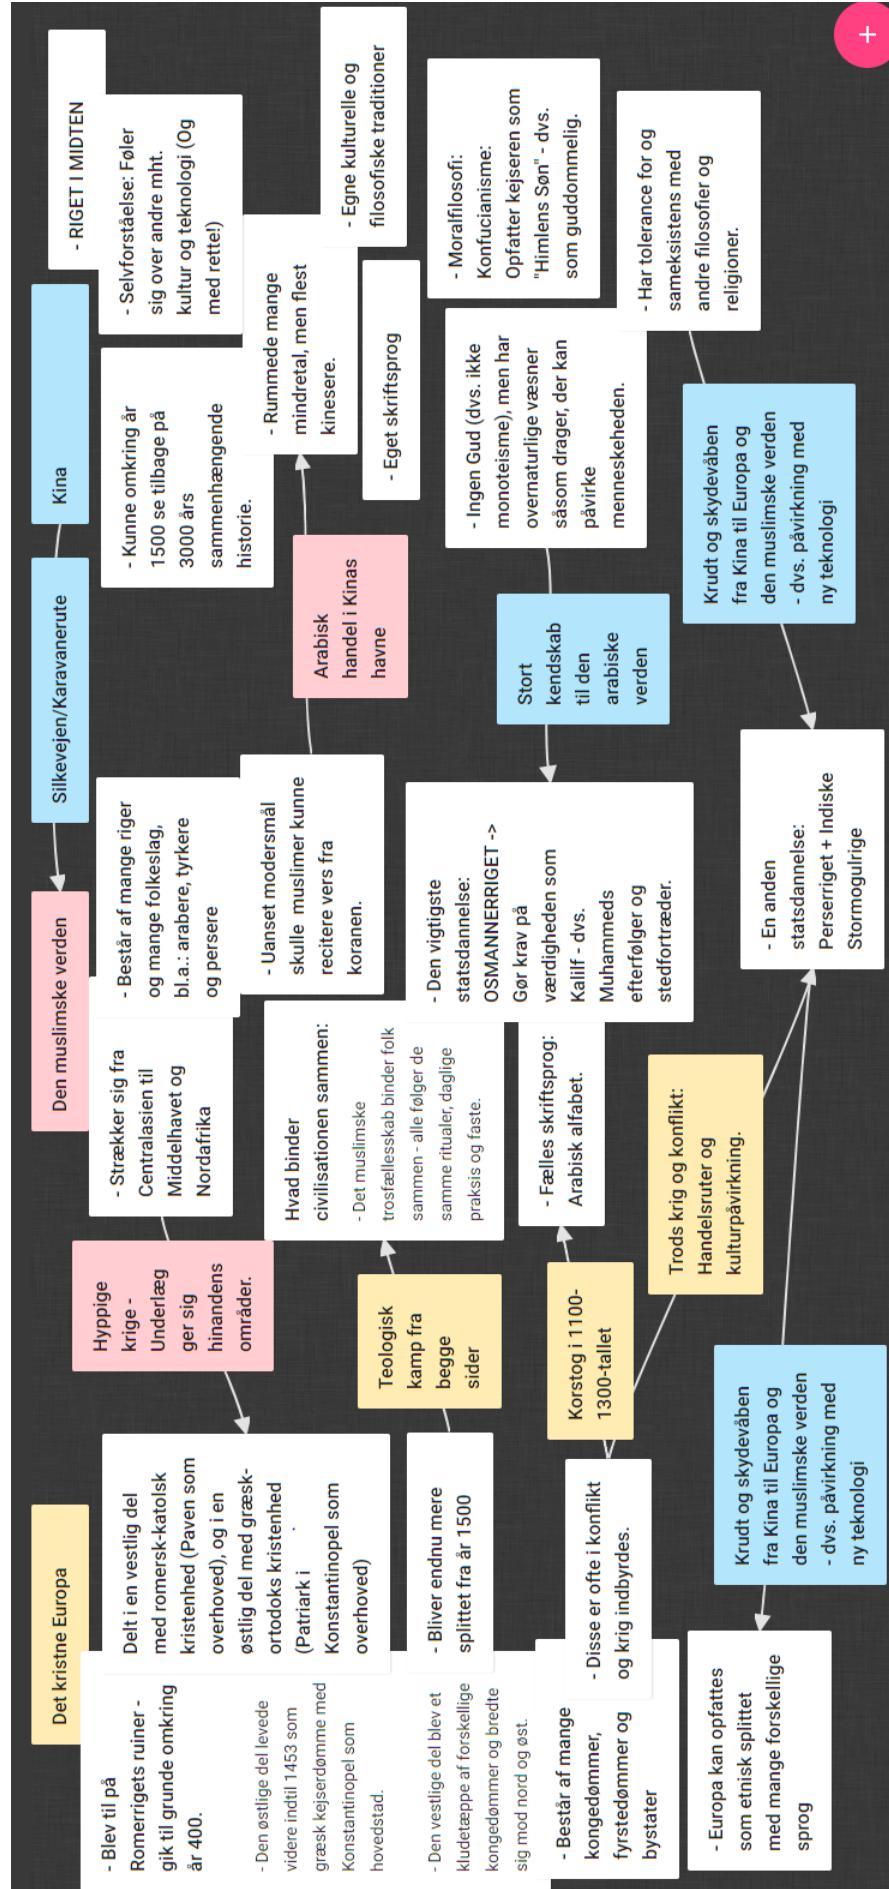 Det kristne Europa
- Blev til på
Romerrigets ruiner -
gik til grunde omkring
år 400.
- Den østlige del levede
videre indtil 1453 som
græsk kejserdømme med
Konstantinopel som
hovedstad.
- Den vestlige del blev et
kludetæppe af forskellige
kongedømmer og bredte
sig mod nord og øst.
Delt i en vestlig del
med romersk-katolsk
kristenhed (Paven som
overhoved), og i en
østlig del med græsk-
ortodoks kristenhed
(Patriark i
Konstantinopel som
overhoved)
- Bliver endnu mere
splittet fra år 1500
- Består af mange
kongedømmer,
fyrstedømmer og
bystater
- Disse er ofte i konflikt
og krig indbyrdes.
- Europa kan opfattes
som etnisk splittet
med mange forskellige
sprog
Hyppige
krige -
Underlæg
ger sig
hinandens
områder.
Teologisk
kamp fra
begge
sider
Korstog i 1100-
1300-tallet
Trods krig og konflikt:
Handelsruter og
kulturpåvirkning.
Krudt og skydevåben
fra Kina til Europa og
den muslimske verden
- dvs. påvirkning med
ny teknologi
Den muslimske verden
- Strækker sig fra
Centralasien til
Middelhavet og
Nordafrika
- Består af mange riger
og mange folkeslag,
bl.a.: arabere, tyrkere
og persere
Hvad binder
civilisationen sammen:
- Det muslimske
trosfællesskab binder folk
sammen - alle følger de
samme ritualer, daglige
praksis og faste.
- Uanset modersmål
skulle muslimer kunne
recitere vers fra
koranen.
- Fælles skriftsprog:
Arabisk alfabet.
- Den vigtigste
statsdannelse:
OSMANNERRIGET ->
Gør krav på
værdigheden som
Kalilf - dvs.
Muhammeds
efterfølger og
stedfortræder.
- En anden
statsdannelse:
Perserriget + Indiske
Stormogulrige
Silkevejen/Karavanerute
Arabisk
handel i Kinas
havne
Stort
kendskab
til den
arabiske
verden
Krudt og skydevåben
fra Kina til Europa og
den muslimske verden
- dvs. påvirkning med
ny teknologi
Kina
- RIGET I MIDTEN
- Selvforståelse: Føler
sig over andre mht.
kultur og teknologi (Og
med rette!)
- Kunne omkring år
1500 se tilbage på
3000 års
sammenhængende
historie.
- Rummede mange
mindretal, men flest
kinesere.
- Egne kulturelle og
filosofiske traditioner
- Eget skriftsprog
- Moralfilosofi:
Konfucianisme:
Opfatter kejseren som
"Himlens Søn" - dvs.
som guddommelig.
- Ingen Gud (dvs. ikke
monoteisme), men har
overnaturlige væsner
såsom drager, der kan
påvirke
menneskeheden.
- Har tolerance for og
sameksistens med
andre filosofier og
religioner.
+